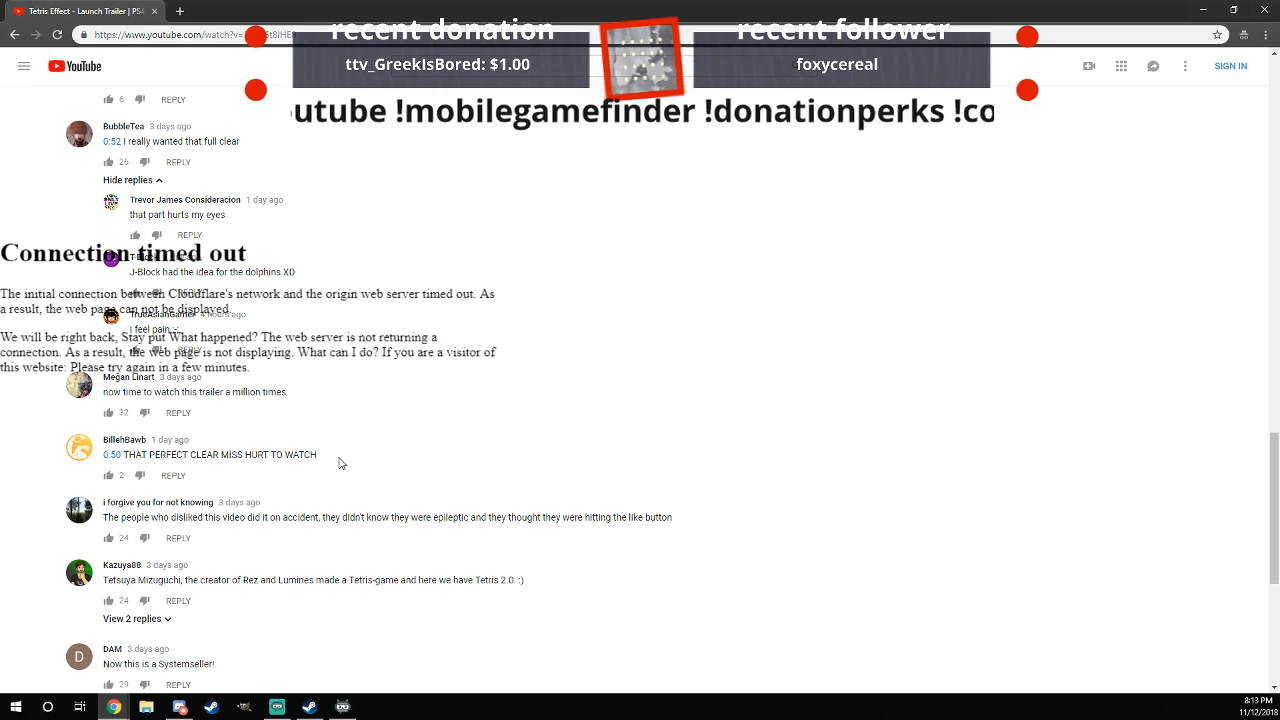 Tetris Effect - Launch Trailer | PS4
recent donation
recent follower
https://www.youtube.com/watch?v=
ttv_GreekIsBored: $1.00
foxycereal
YouTube
SIGN IN
outube !mobilegamefinder !donationperks !co
6 REPLY
BubbleTea 3 days ago
0:52 I really wanted that full clear
26 REPLY
Hide replies
Trevor James Consideracion 1 day ago
that part hurts my eyes
REPLY
Connection timed out
T-Block
J-Block had the idea for the dolphins XD
The initial connection between Cloudflare's network and the origin web server timed out. As
REPLY
a result, the web page can not be displayed
TrueAsianGamer 4 hours ago
I feel pain
We will be right back, Stay put What happened? The web server is not returning a
REPLY
connection. As a result, the web page is not displaying. What can I do? If you are a visitor of
this website: Please try again in a few minutes.
Megan Linart 3 days ago
now time to watch this trailer a million times.
32 REPLY
BillehBawb 1 day ago
0:50 THAT PERFECT CLEAR MISS HURT TO WATCH
2 REPLY
i forgive you for not knowing 3 days ago
The people who disliked this video did it on accident, they didn't know they were epileptic and they thought they were hitting the like button
24 REPLY
Kazuya88 3 days ago
Tetsuya Mizuguchi, the creator of Rez and Lumines made a Tetris-game and here we have Tetris 2.0. :)
24 REPLY
View 2 replies
D
DAM 3 days ago
Now this is a Systemseller!
29 REPLY
8:13 PM
11/12/2018